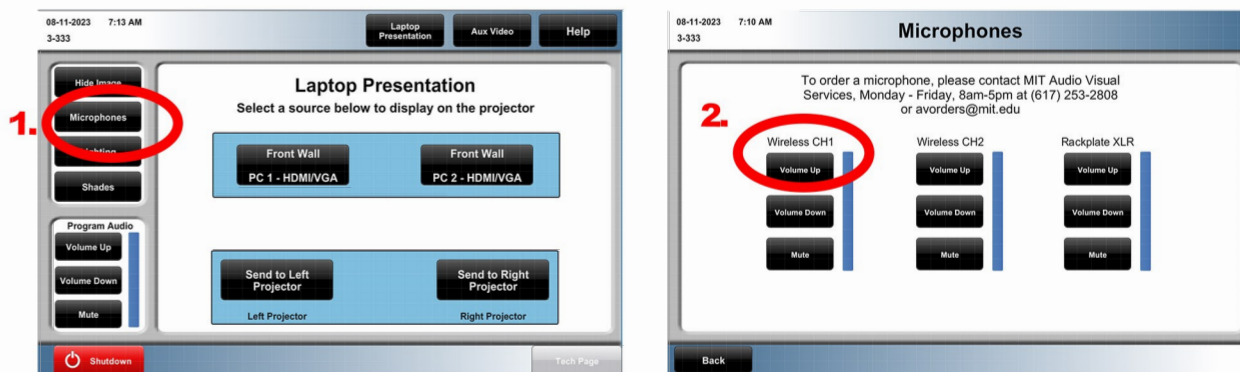 08-11-2023 7:13 AM
3-333
Laptop
Presentation
Aux Video
Help
Hide Image
1.
Microphones
Lighting
Shades
Program Audio
Volume Up
Volume Down
Mute
Laptop Presentation
Select a source below to display on the projector
Front Wall
PC 1 - HDMI/VGA
Front Wall
PC 2 - HDMI/VGA
Send to Left
Projector
Left Projector
Send to Right
Projector
Right Projector
Shutdown
Tech Page
08-11-2023 7:10 AM
3-333
Microphones
To order a microphone, please contact MIT Audio Visual
Services, Monday - Friday, 8am-5pm at (617) 253-2808
or avorders@mit.edu
2.
Wireless CH1
Volume Up
Volume Down
Mute
Wireless CH2
Volume Up
Volume Down
Mute
Rackplate XLR
Volume Up
Volume Down
Mute
Back